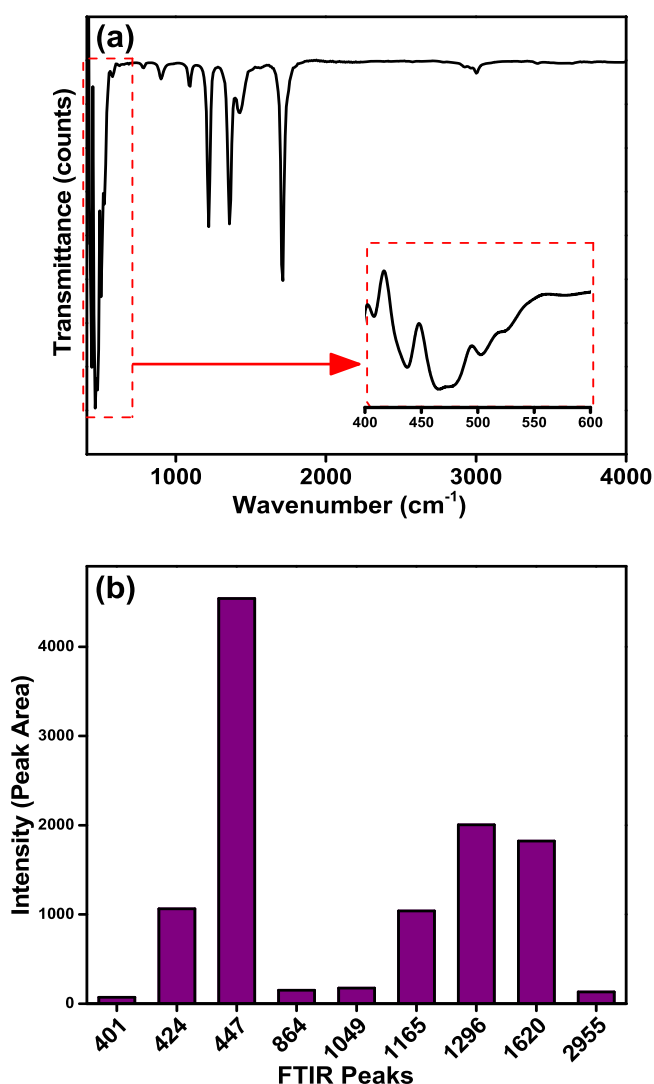 (a)
Transmittance (counts)
400 450 500 550 600
1000 2000 3000 4000
Wavenumber (cm⁻¹)
(b)
Intensity (Peak Area)
4000
3000
2000
1000
0
401 424 447 864 1049 1165 1296 1620 2955
FTIR Peaks